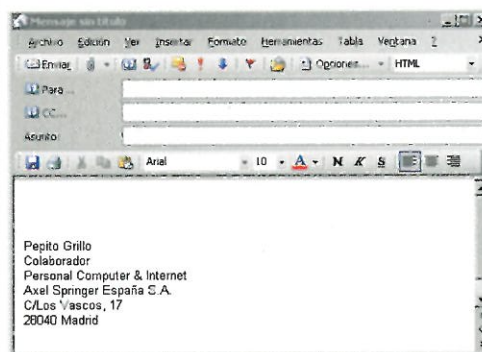 Mensaje sin título
Archivo Edición Ver Insertar Formato Herramientas Tabla Ventana ?
Enviar Opciones... HTML
Para...
CC...
Asunto:
Arial 10 A N K S
Pepito Grillo
Colaborador
Personal Computer & Internet
Axel Springer España S.A.
C/Los Vascos, 17
28040 Madrid